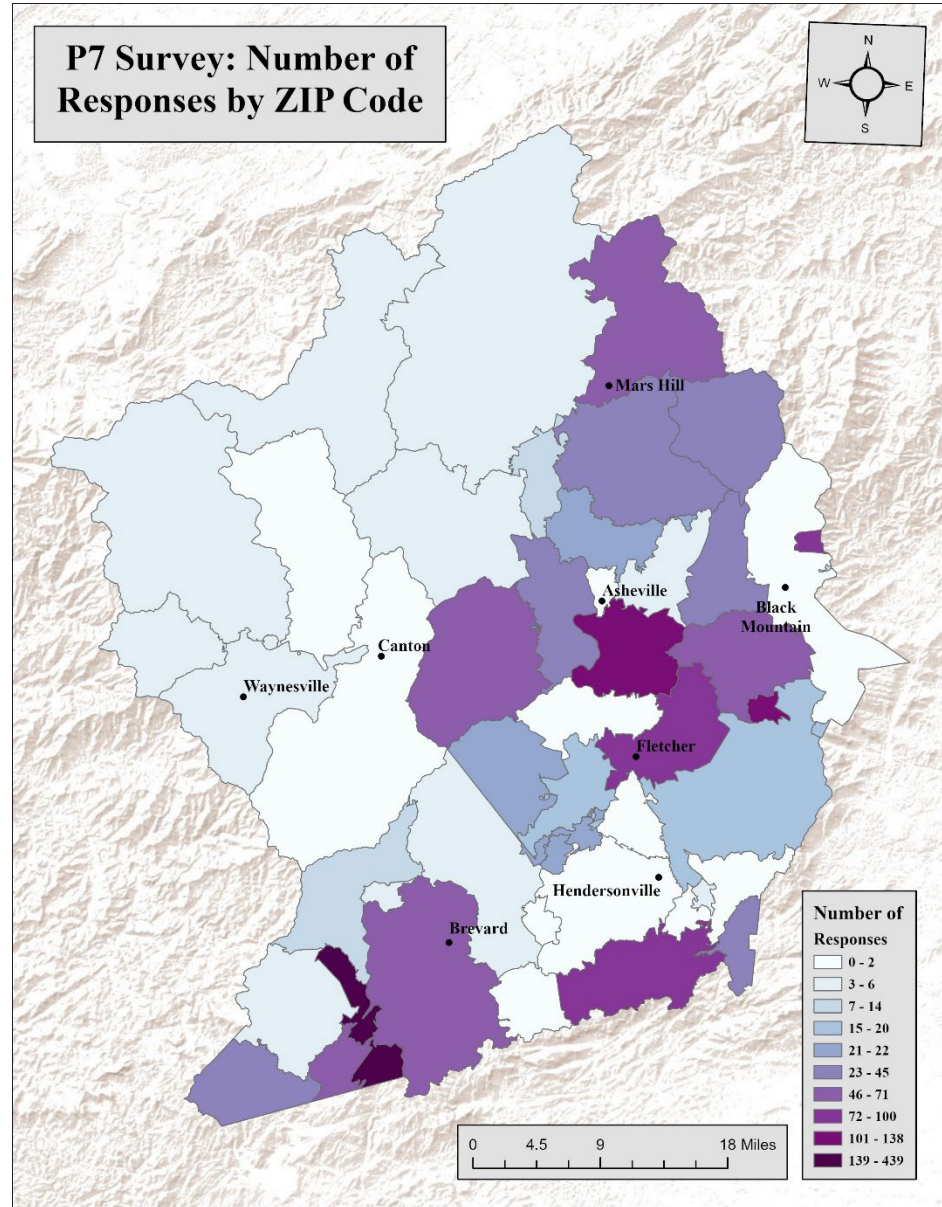 P7 Survey: Number of
Responses by ZIP Code
N
W
E
S
Mars Hill
Asheville
Black
Mountain
Canton
Waynesville
Fletcher
Hendersonville
Brevard
Number of
Responses
0 - 2
3 - 6
7 - 14
15 - 20
21 - 22
23 - 45
46 - 71
72 - 100
101 - 138
139 - 439
0 4.5 9 18 Miles